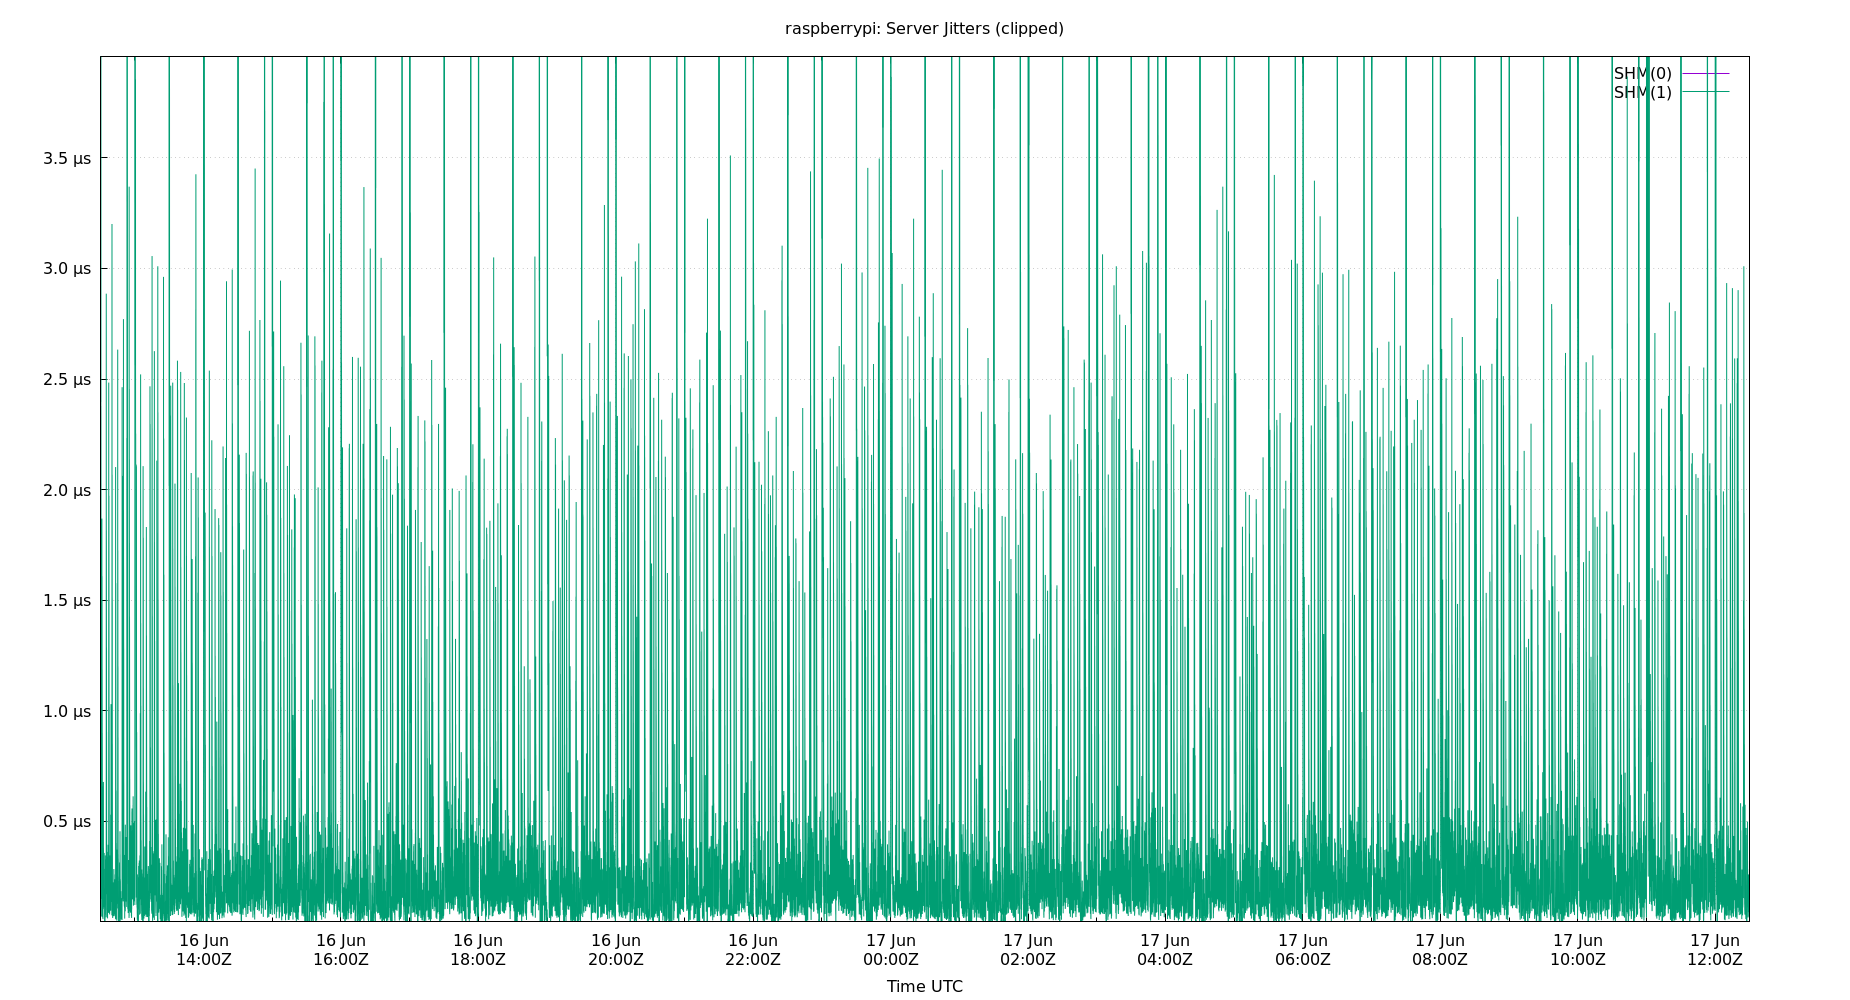 raspberrypi: Server Jitters (clipped)
SHM(0)
SHM(1)
3.5 µs
3.0 µs
2.5 µs
2.0 µs
1.5 µs
1.0 µs
0.5 µs
16 Jun 16 Jun 16 Jun 16 Jun 16 Jun 17 Jun 17 Jun 17 Jun 17 Jun 17 Jun 17 Jun 17 Jun
14:00Z 16:00Z 18:00Z 20:00Z 22:00Z 00:00Z 02:00Z 04:00Z 06:00Z 08:00Z 10:00Z 12:00Z
Time UTC